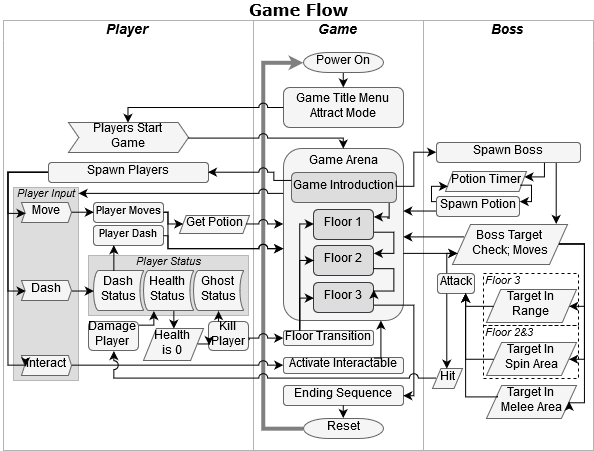 Game Flow
Player
Game
Boss
Power On
Game Title Menu
Attract Mode
Players Start
Game
Game Arena
Spawn Boss
Spawn Players
Game Introduction
Potion Timer
Spawn Potion
Player Input
Move
Player Moves
Get Potion
Player Dash
Floor 1
Boss Target
Check; Moves
Player Status
Floor 2
Dash
Dash
Status
Health
Status
Ghost
Status
Floor 3
Attack
Floor 3
Target In
Range
Damage
Player
Health
is 0
Kill
Player
Floor Transition
Floor 2&3
Target In
Spin Area
Interact
Activate Interactable
Hit
Ending Sequence
Target In
Melee Area
Reset